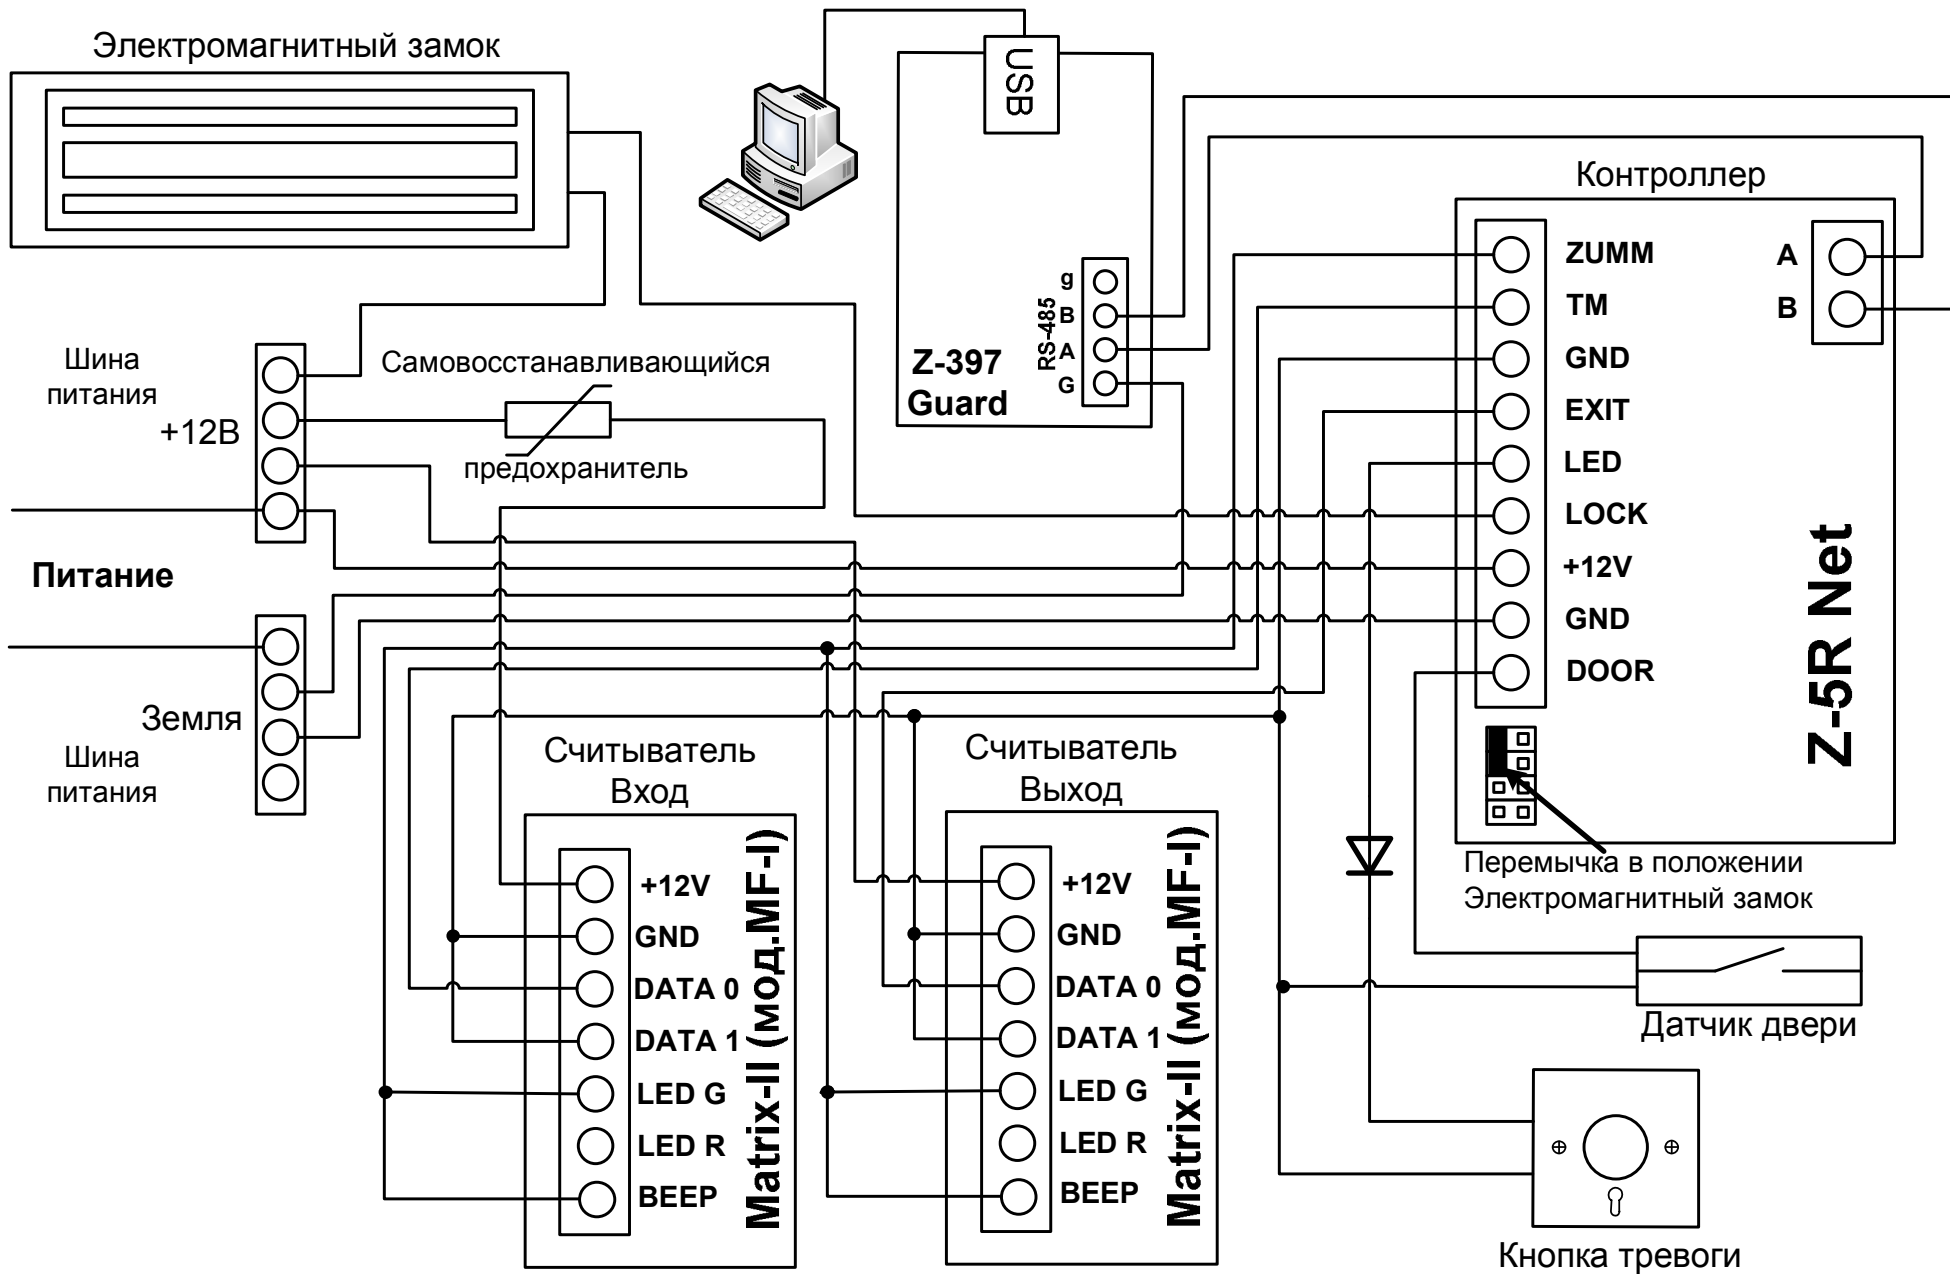 Электромагнитный замок
USB
Контроллер
g
B
A
G
RS-485
Z-397
Guard
ZUMM
TM
GND
EXIT
LED
LOCK
+12V
GND
DOOR
A
B
Z-5R Net
Шина
питания
+12В
Самовосстанавливающийся
предохранитель
Питание
Земля
Шина
питания
Считыватель
Вход
+12V
GND
DATA 0
DATA 1
LED G
LED R
BEEP
Matrix-II (мод.MF-I)
Считыватель
Выход
+12V
GND
DATA 0
DATA 1
LED G
LED R
BEEP
Matrix-II (мод.MF-I)
Перемычка в положении
Электромагнитный замок
Датчик двери
Кнопка тревоги